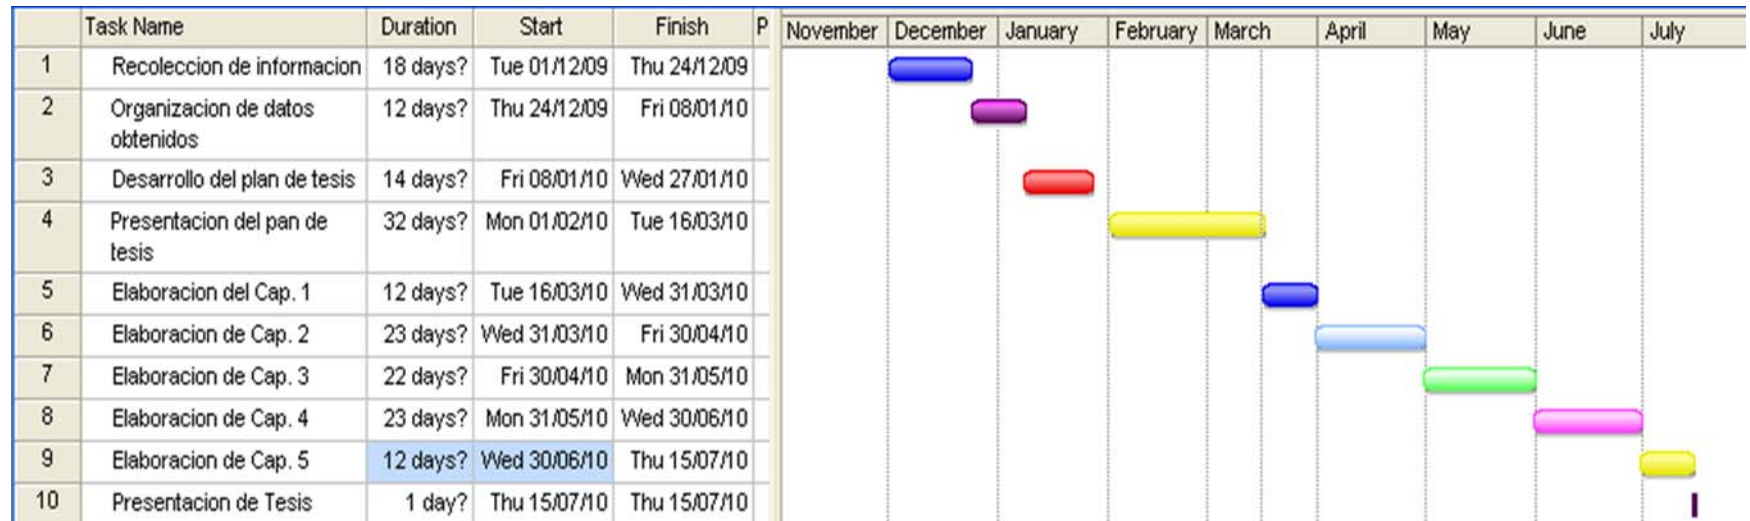 Task Name Duration Start Finish P November December January February March April May June July
1 Recoleccion de informacion 18 days? Tue 01/12/09 Thu 24/12/09
2 Organizacion de datos 12 days? Thu 24/12/09 Fri 08/01/10
obtenidos
3 Desarrollo del plan de tesis 14 days? Fri 08/01/10 Wed 27/01/10
4 Presentacion del pan de 32 days? Mon 01/02/10 Tue 16/03/10
tesis
5 Elaboracion del Cap. 1 12 days? Tue 16/03/10 Wed 31/03/10
6 Elaboracion de Cap. 2 23 days? Wed 31/03/10 Fri 30/04/10
7 Elaboracion de Cap. 3 22 days? Fri 30/04/10 Mon 31/05/10
8 Elaboracion de Cap. 4 23 days? Mon 31/05/10 Wed 30/06/10
9 Elaboracion de Cap. 5 12 days? Wed 30/06/10 Thu 15/07/10
10 Presentacion de Tesis 1 day? Thu 15/07/10 Thu 15/07/10